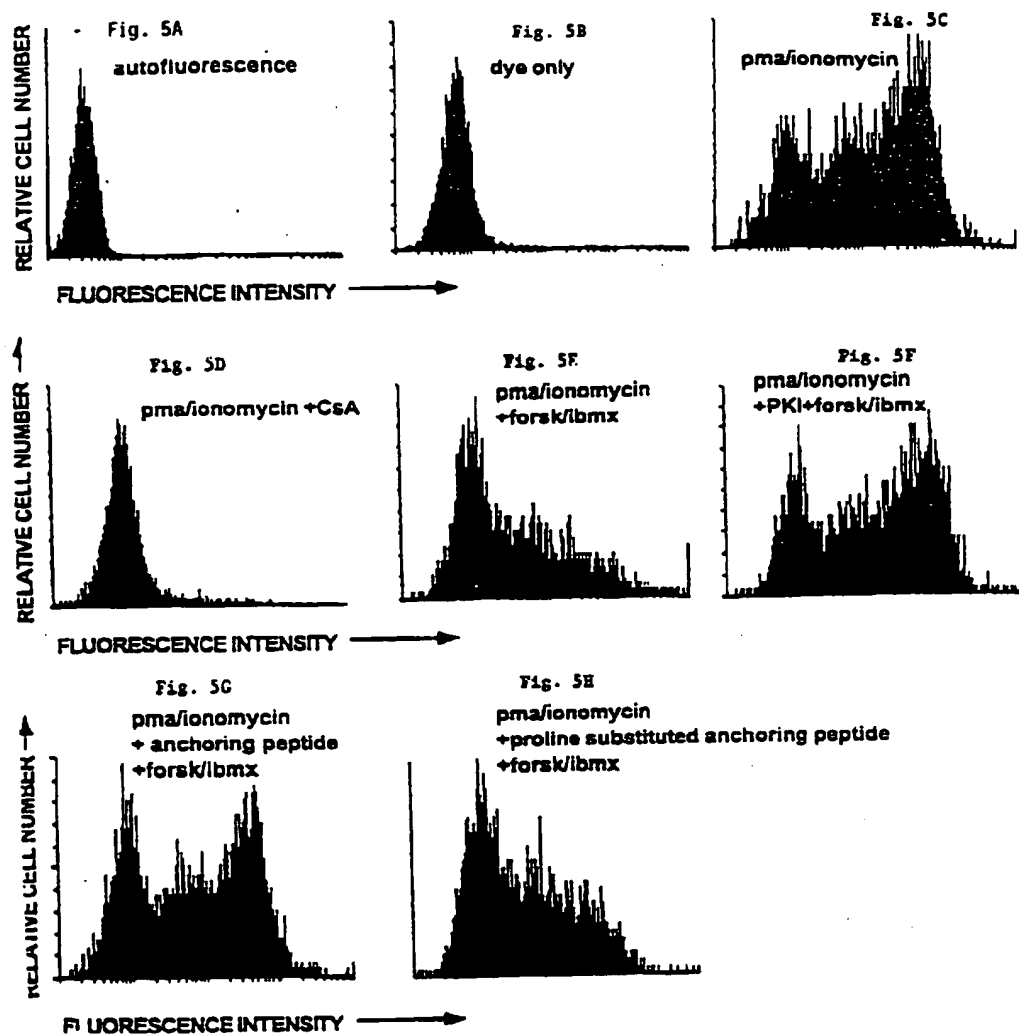 Fig. 5A
autofluorescence
Fig. 5B
dye only
Fig. 5C
pma/ionomycin
RELATIVE CELL NUMBER
FLUORESCENCE INTENSITY
Fig. 5D
pma/ionomycin +CsA
Fig. 5E
pma/ionomycin
+forsk/ibmx
Fig. 5F
pma/ionomycin
+PKI+forsk/ibmx
RELATIVE CELL NUMBER
FLUORESCENCE INTENSITY
Fig. 5G
pma/ionomycin
+ anchoring peptide
+forsk/ibmx
Fig. 5H
pma/ionomycin
+proline substituted anchoring peptide
+forsk/ibmx
RELATIVE CELL NUMBER
FLUORESCENCE INTENSITY